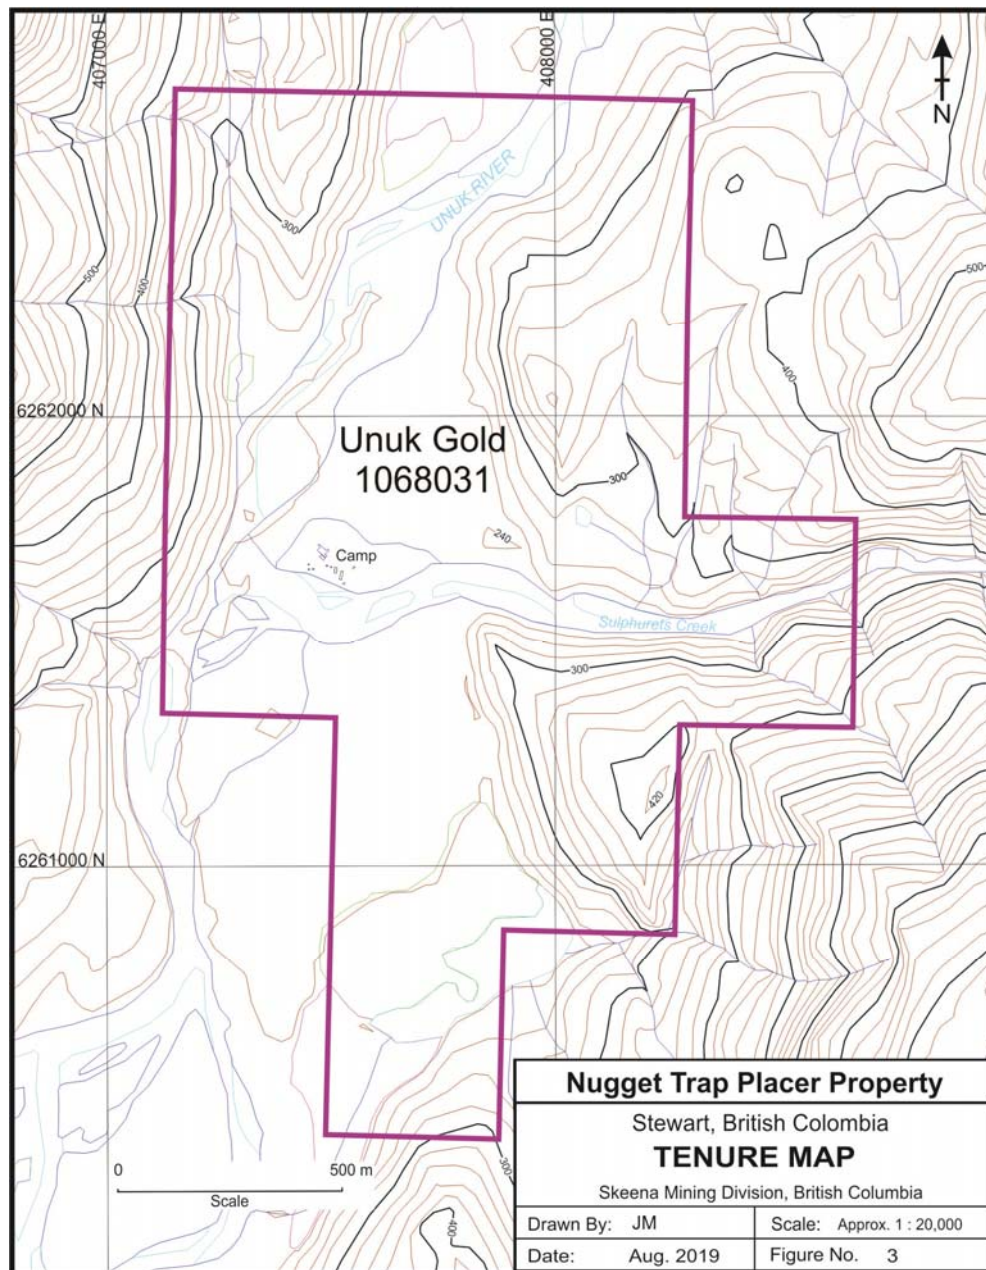 407000 E
408000 E
N
UNUK RIVER
300
500
400
500
400
6262000 N
Unuk Gold
1068031
300
240
Camp
Sulphurets Creek
300
420
6261000 N
Nugget Trap Placer Property
Stewart, British Colombia
TENURE MAP
Skeena Mining Division, British Columbia
Drawn By: JM
Scale: Approx. 1 : 20,000
Date: Aug. 2019
Figure No. 3
0 500 m
Scale
300
400